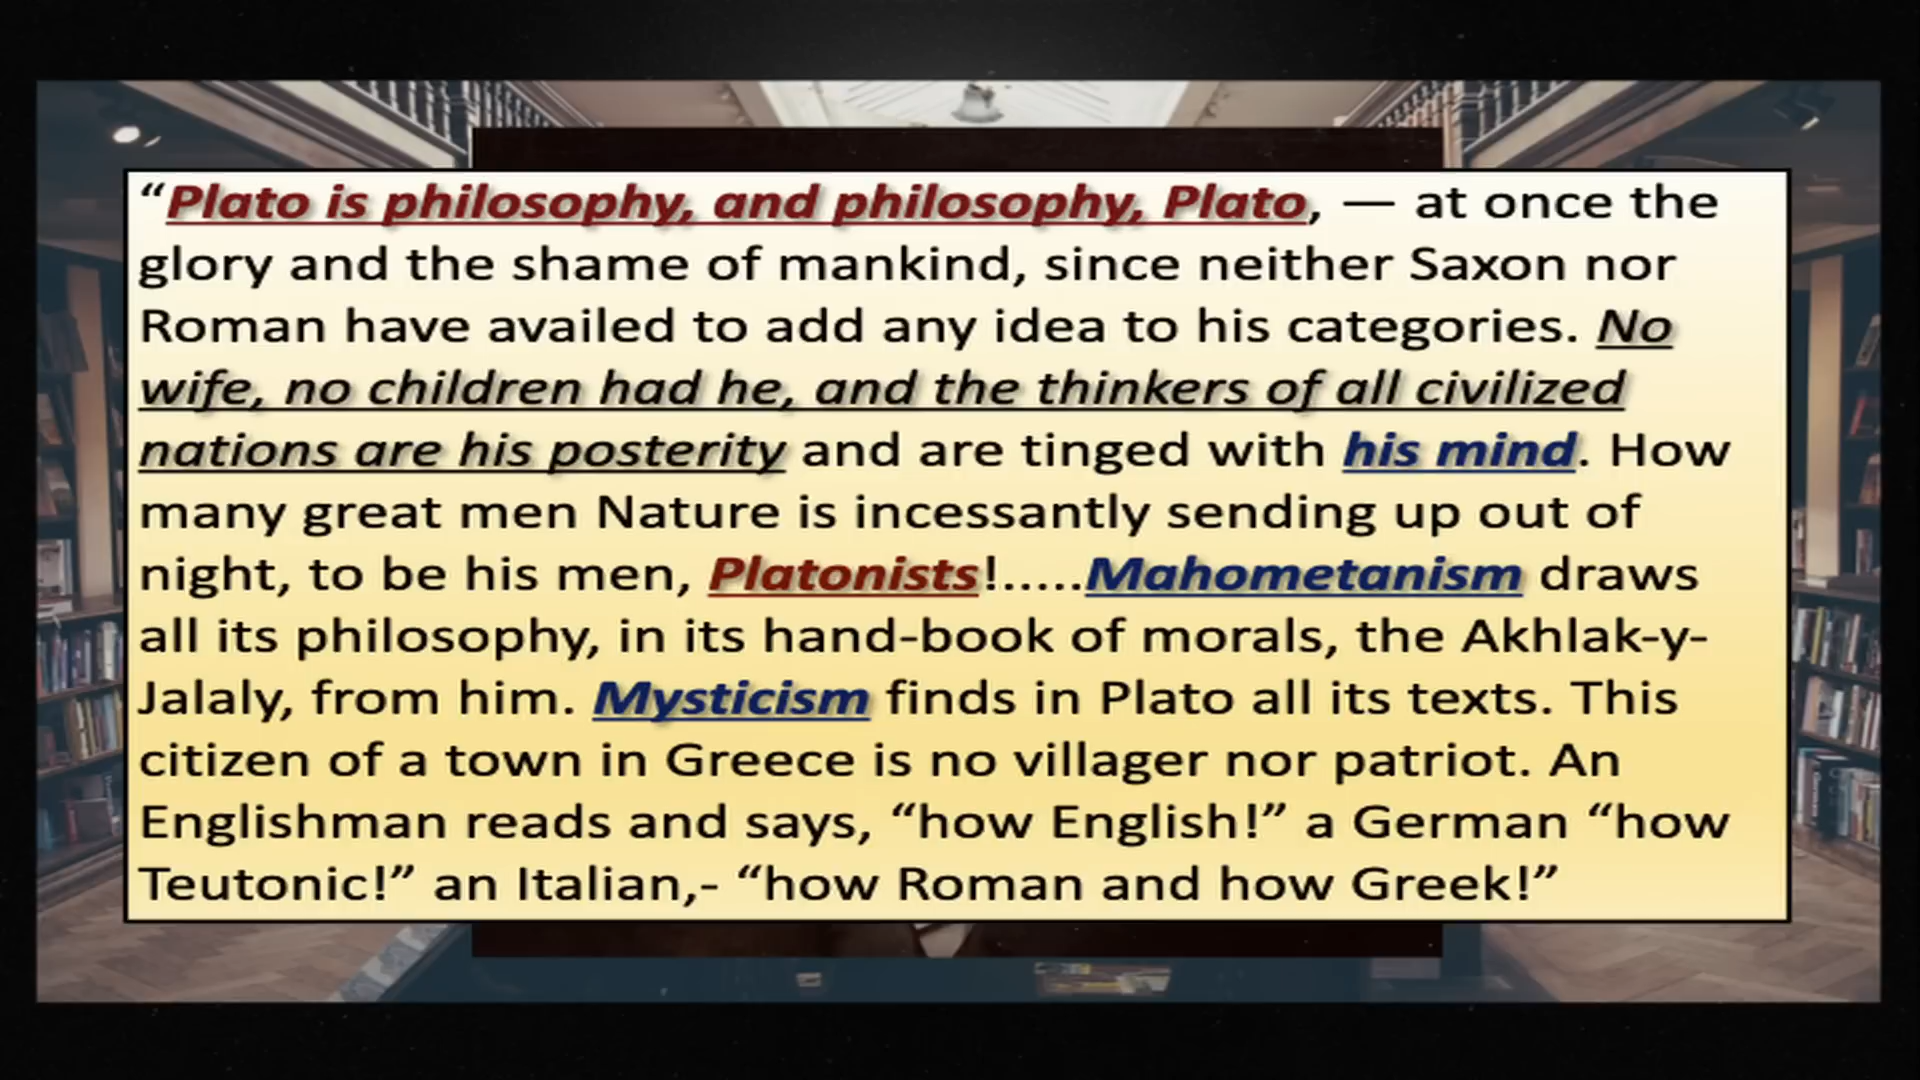 “Plato is philosophy, and philosophy, Plato, — at once the
glory and the shame of mankind, since neither Saxon nor
Roman have availed to add any idea to his categories. No
wife, no children had he, and the thinkers of all civilized
nations are his posterity and are tinged with his mind. How
many great men Nature is incessantly sending up out of
night, to be his men, Platonists!.....Mahometanism draws
all its philosophy, in its hand-book of morals, the Akhlak-y-
Jalaly, from him. Mysticism finds in Plato all its texts. This
citizen of a town in Greece is no villager nor patriot. An
Englishman reads and says, “how English!” a German “how
Teutonic!” an Italian,- “how Roman and how Greek!”